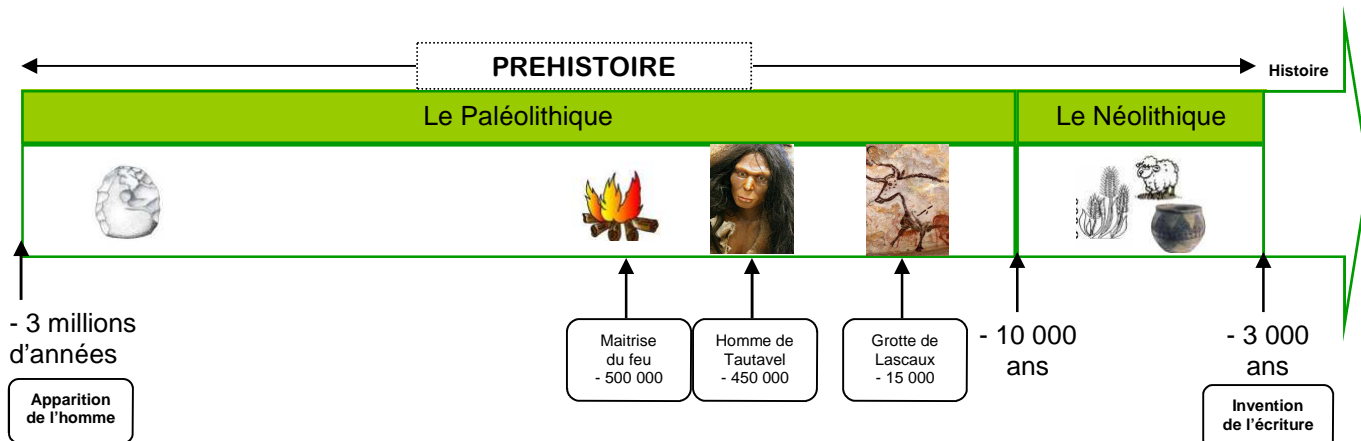 PREHISTOIRE
Histoire
Le Paléolithique
Le Néolithique
- 3 millions
d'années
Apparition
de l'homme
Maitrise
du feu
- 500 000
Homme de
Tautavel
- 450 000
Grotte de
Lascaux
- 15 000
- 10 000
ans
- 3 000
ans
Invention
de l'écriture